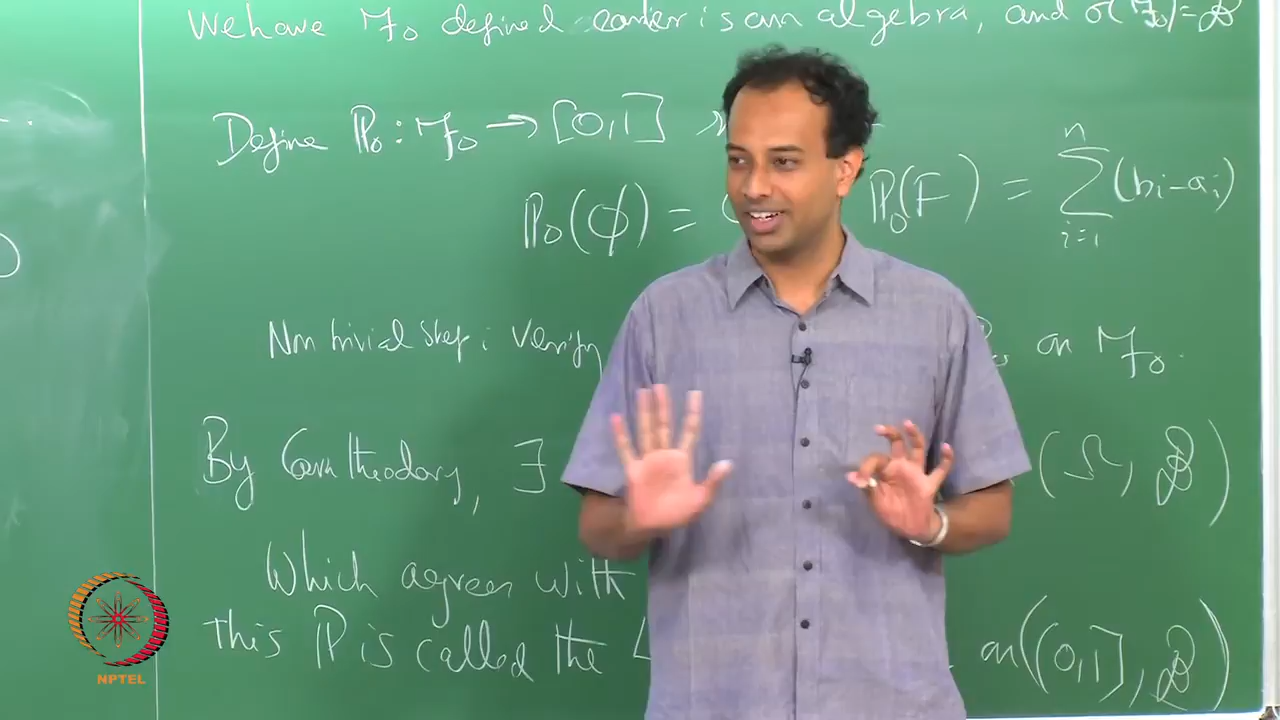 We have F₀ defined earlier is an algebra, and σ(F₀)=ℬ
Define ℙ₀ : F₀ → [0,1]
ℙ₀(φ) = ℙ₀(F) = Σ_{i=1}^{n} (bᵢ-aᵢ)
Non trivial step : Verify on F₀.
By Caratheodory, ∃ (Ω, ℬ)
Which agrees with
this ℙ is called the on((0,1], ℬ)
NPTEL